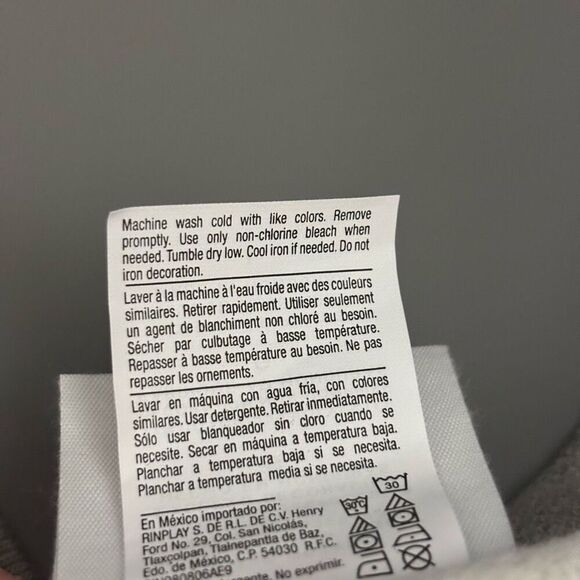 Machine wash cold with like colors. Remove
promptly. Use only non-chlorine bleach when
needed. Tumble dry low. Cool iron if needed. Do not
iron decoration.
Laver à la machine à l'eau froide avec des couleurs
similaires. Retirer rapidement. Utiliser seulement
un agent de blanchiment non chloré au besoin.
Sécher par culbutage à basse température.
Repasser à basse température au besoin. Ne pas
repasser les ornements.
Lavar en máquina con agua fría, con colores
similares. Usar detergente. Retirar inmediatamente.
Sólo usar blanqueador sin cloro cuando se
necesite. Secar en máquina a temperatura baja.
Planchar a temperatura baja si se necesita.
Planchar a temperatura media si se necesita.
En México importado por:
RINPLAY S. DE R.L. DE C.V. Henry
Ford No. 29, Col. San Nicolás,
Tlaxcolpan, Tlalnepantla de Baz,
Edo. de México, C.P. 54030 R.F.C.
080806AE9
No exprimir.
30°C
30